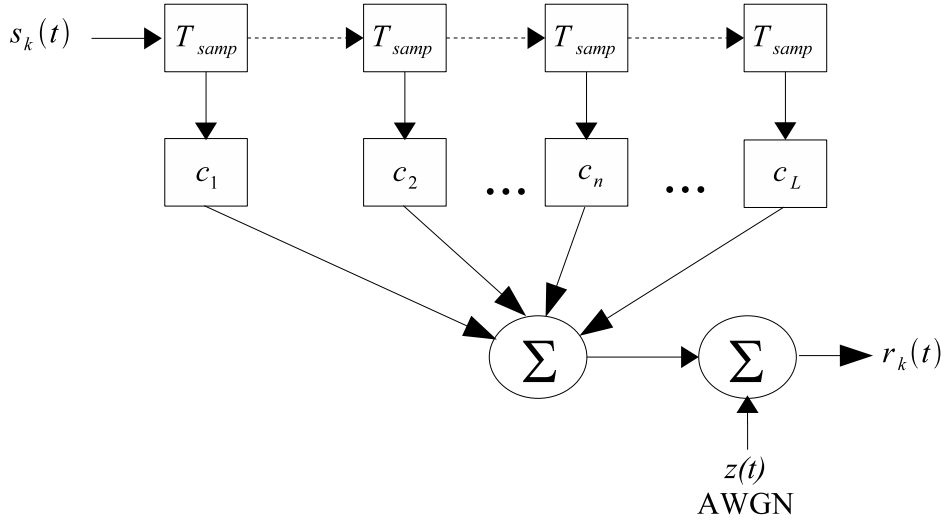 s_k(t) T_samp T_samp T_samp T_samp
c_1 c_2 ... c_n ... c_L
Σ Σ r_k(t)
z(t)
AWGN